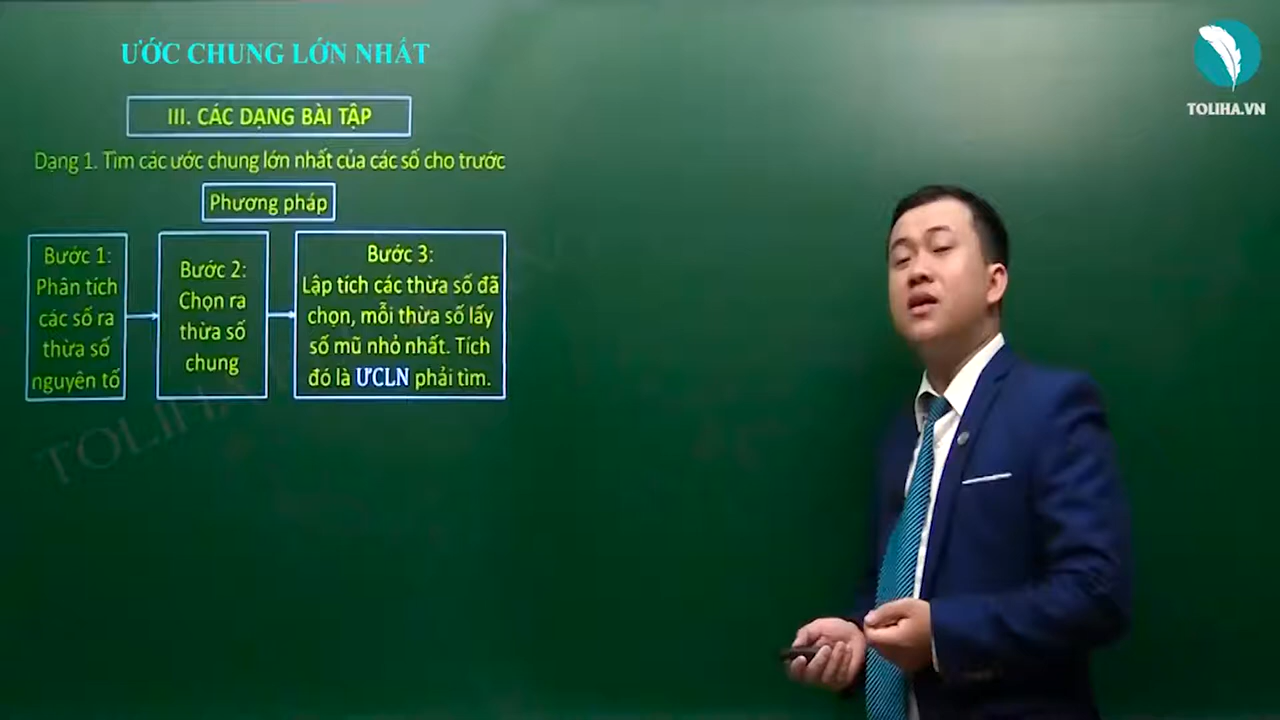 ƯỚC CHUNG LỚN NHẤT
TOLIHA.VN
III. CÁC DẠNG BÀI TẬP
Dạng 1. Tìm các ước chung lớn nhất của các số cho trước
Phương pháp
Bước 1:
Phân tích
các số ra
thừa số
nguyên tố
Bước 2:
Chọn ra
thừa số
chung
Bước 3:
Lập tích các thừa số đã
chọn, mỗi thừa số lấy
số mũ nhỏ nhất. Tích
đó là ƯCLN phải tìm.
TOLIHA